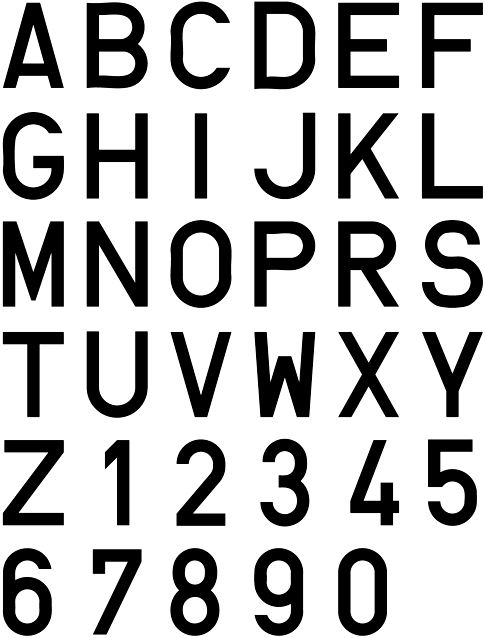 ABCDEF
GHIJKL
MNOPRS
TUVWXY
Z12345
67890